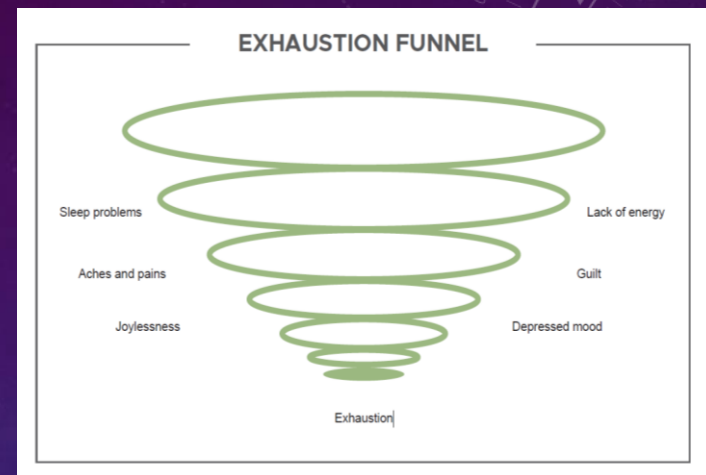 EXHAUSTION FUNNEL
Sleep problems
Lack of energy
Aches and pains
Guilt
Joylessness
Depressed mood
Exhaustion